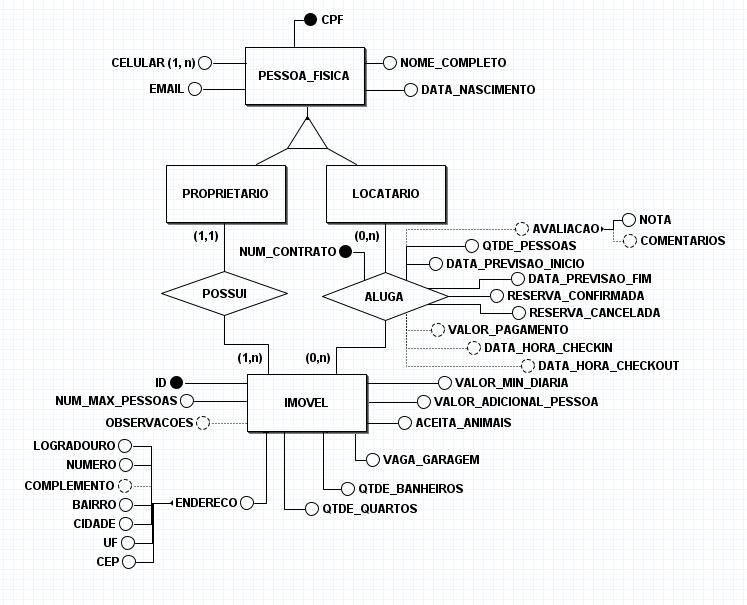 CPF
CELULAR (1, n)
NOME_COMPLETO
PESSOA_FISICA
EMAIL
DATA_NASCIMENTO
PROPRIETARIO
LOCATARIO
NOTA
AVALIACAO
(1,1)
(0,n)
COMENTARIOS
QTDE_PESSOAS
NUM_CONTRATO
DATA_PREVISAO_INICIO
DATA_PREVISAO_FIM
POSSUI
ALUGA
RESERVA_CONFIRMADA
RESERVA_CANCELADA
VALOR_PAGAMENTO
DATA_HORA_CHECKIN
(1,n)
(0,n)
DATA_HORA_CHECKOUT
ID
VALOR_MIN_DIARIA
NUM_MAX_PESSOAS
IMOVEL
VALOR_ADICIONAL_PESSOA
OBSERVACOES
ACEITA_ANIMAIS
LOGRADOURO
VAGA_GARAGEM
NUMERO
COMPLEMENTO
QTDE_BANHEIROS
BAIRRO
ENDERECO
QTDE_QUARTOS
CIDADE
UF
CEP